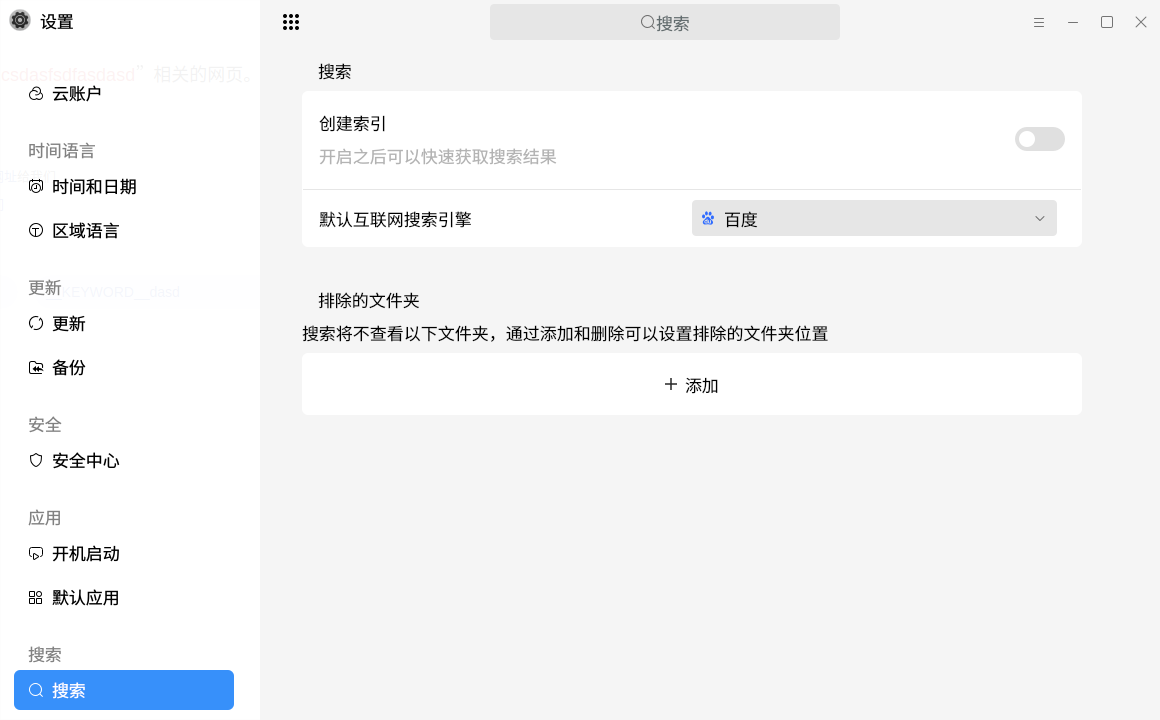 设置
搜索
csdasfsdfasdasd”相关的网页。
云账户
时间语言
时间和日期
区域语言
更新
KEYWORD__dasd
更新
备份
安全
安全中心
应用
开机启动
默认应用
搜索
搜索
搜索
创建索引
开启之后可以快速获取搜索结果
默认互联网搜索引擎
百度
排除的文件夹
搜索将不查看以下文件夹，通过添加和删除可以设置排除的文件夹位置
添加